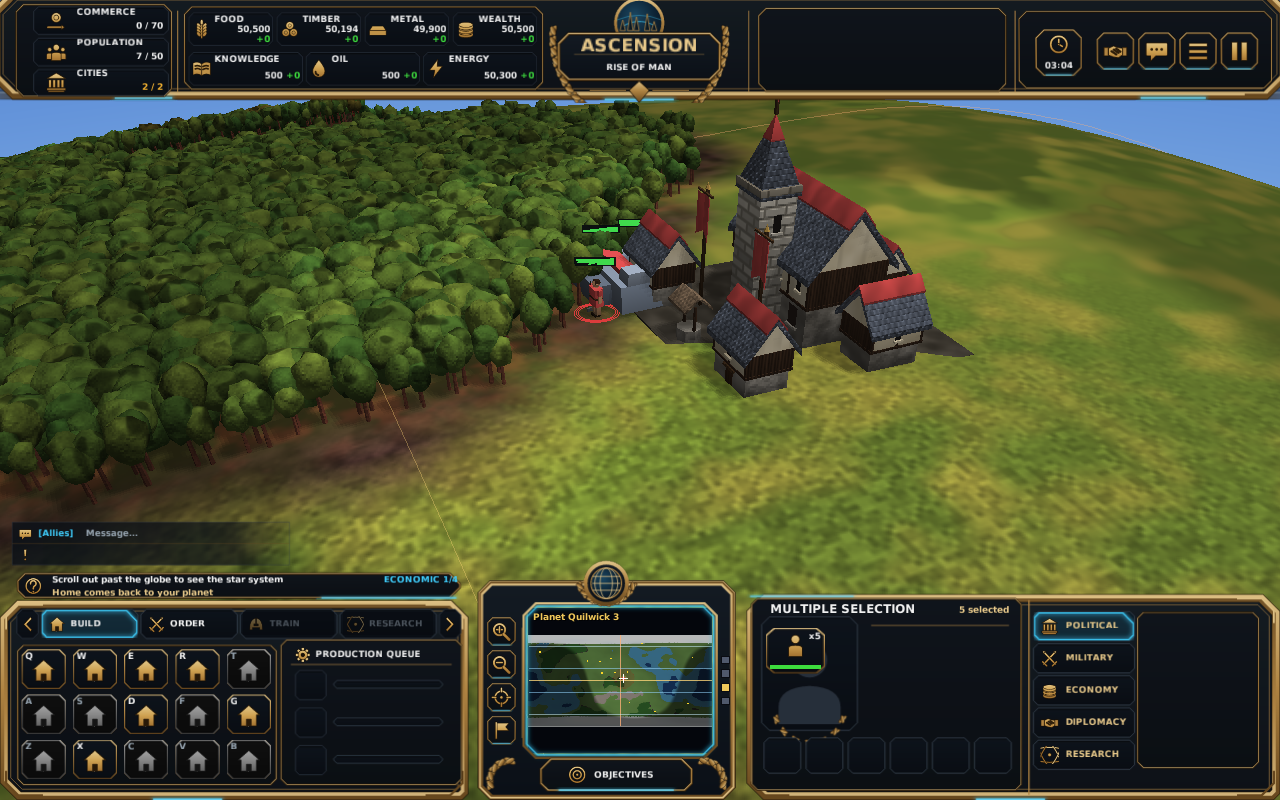 COMMERCE
0 / 70
POPULATION
7 / 50
CITIES
2 / 2
FOOD
50,500
+0
TIMBER
50,194
+0
METAL
49,900
+0
WEALTH
50,500
+0
KNOWLEDGE
500 +0
OIL
500 +0
ENERGY
50,300 +0
ASCENSION
RISE OF MAN
03:04
[Allies] Message...
!
Scroll out past the globe to see the star system
ECONOMIC 1/4
Home comes back to your planet
BUILD
ORDER
TRAIN
RESEARCH
Q W E R T
A S D F G
Z X C V B
PRODUCTION QUEUE
Planet Quilwick 3
OBJECTIVES
MULTIPLE SELECTION
5 selected
x5
POLITICAL
MILITARY
ECONOMY
DIPLOMACY
RESEARCH